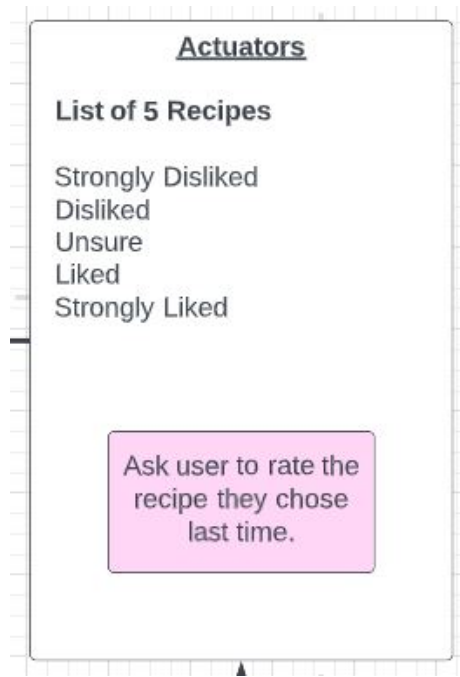 Actuators
List of 5 Recipes
Strongly Disliked
Disliked
Unsure
Liked
Strongly Liked
Ask user to rate the
recipe they chose
last time.